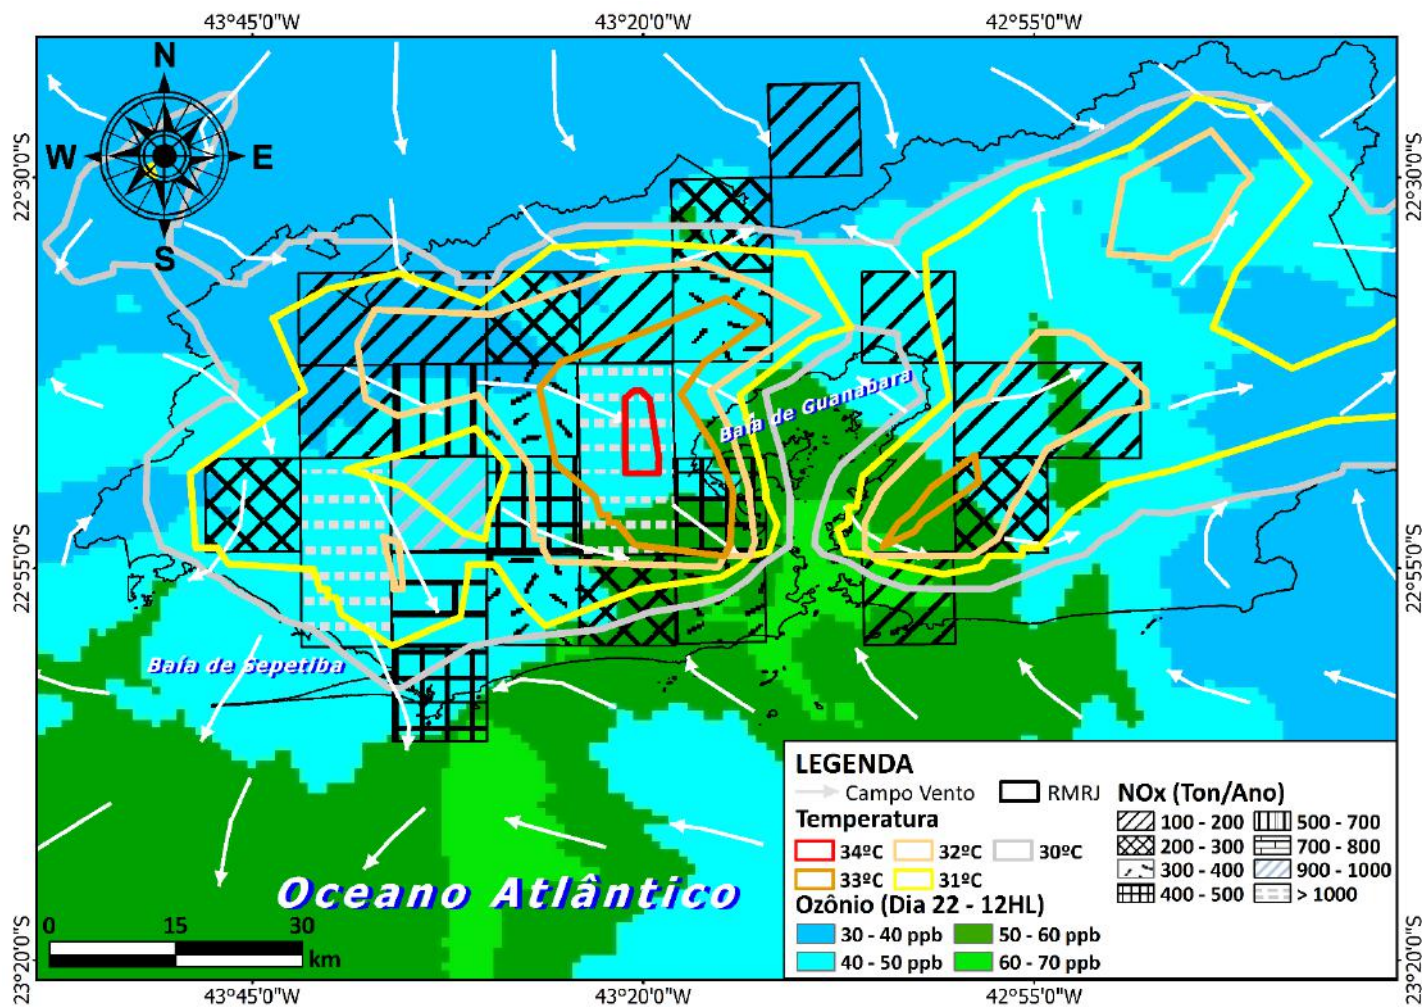 43°45'0"W 43°20'0"W 42°55'0"W
N
W E
S
22°30'0"S 22°30'0"S
Baía de Guanabara
22°55'0"S 22°55'0"S
Baía de Sepetiba
Oceano Atlântico
0 15 30
km
LEGENDA
Campo Vento RMRJ
Temperatura
34ºC 32ºC 30ºC
33ºC 31ºC
Ozônio (Dia 22 - 12HL)
30 - 40 ppb 50 - 60 ppb
40 - 50 ppb 60 - 70 ppb
NOx (Ton/Ano)
100 - 200 500 - 700
200 - 300 700 - 800
300 - 400 900 - 1000
400 - 500 > 1000
23°20'0"S 23°20'0"S
43°45'0"W 43°20'0"W 42°55'0"W